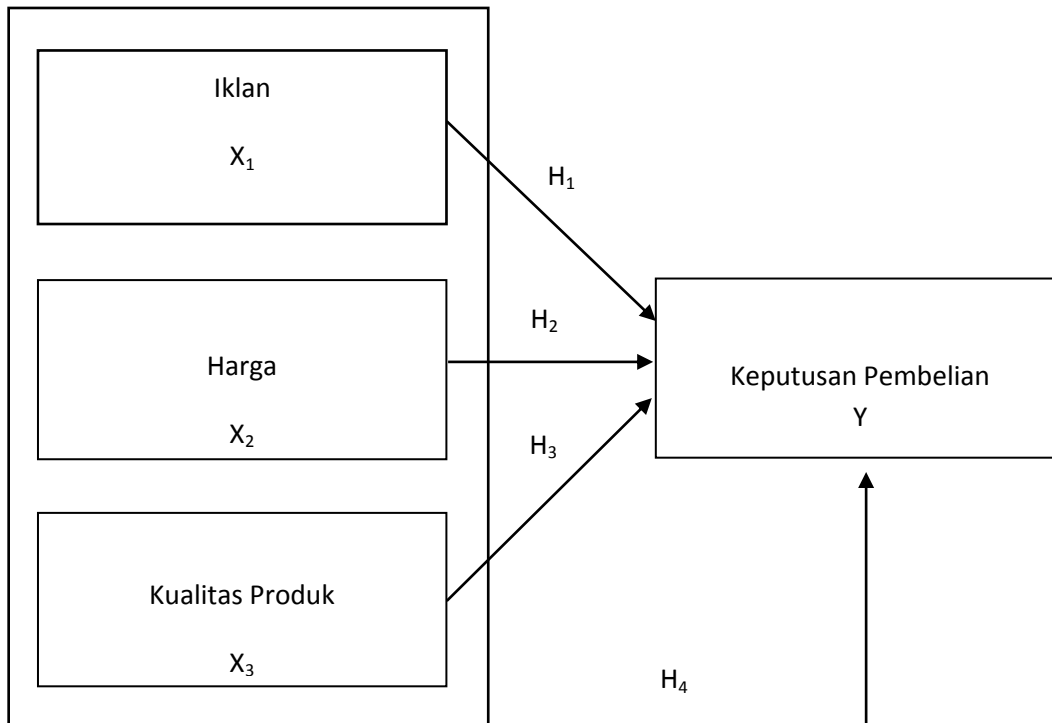 Iklan
X₁
H₁
Harga
X₂
H₂
Keputusan Pembelian
Y
H₃
Kualitas Produk
X₃
H₄